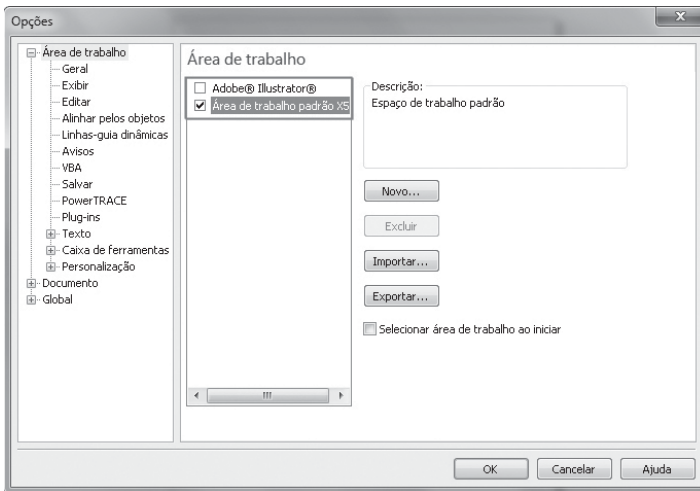 Opções
Área de trabalho
Geral
Exibir
Editar
Alinhar pelos objetos
Linhas-guia dinâmicas
Avisos
VBA
Salvar
PowerTRACE
Plug-ins
Texto
Caixa de ferramentas
Personalização
Documento
Global
Área de trabalho
Adobe® Illustrator®
Área de trabalho padrão X5
Descrição:
Espaço de trabalho padrão
Novo...
Excluir
Importar...
Exportar...
Selecionar área de trabalho ao iniciar
OK
Cancelar
Ajuda